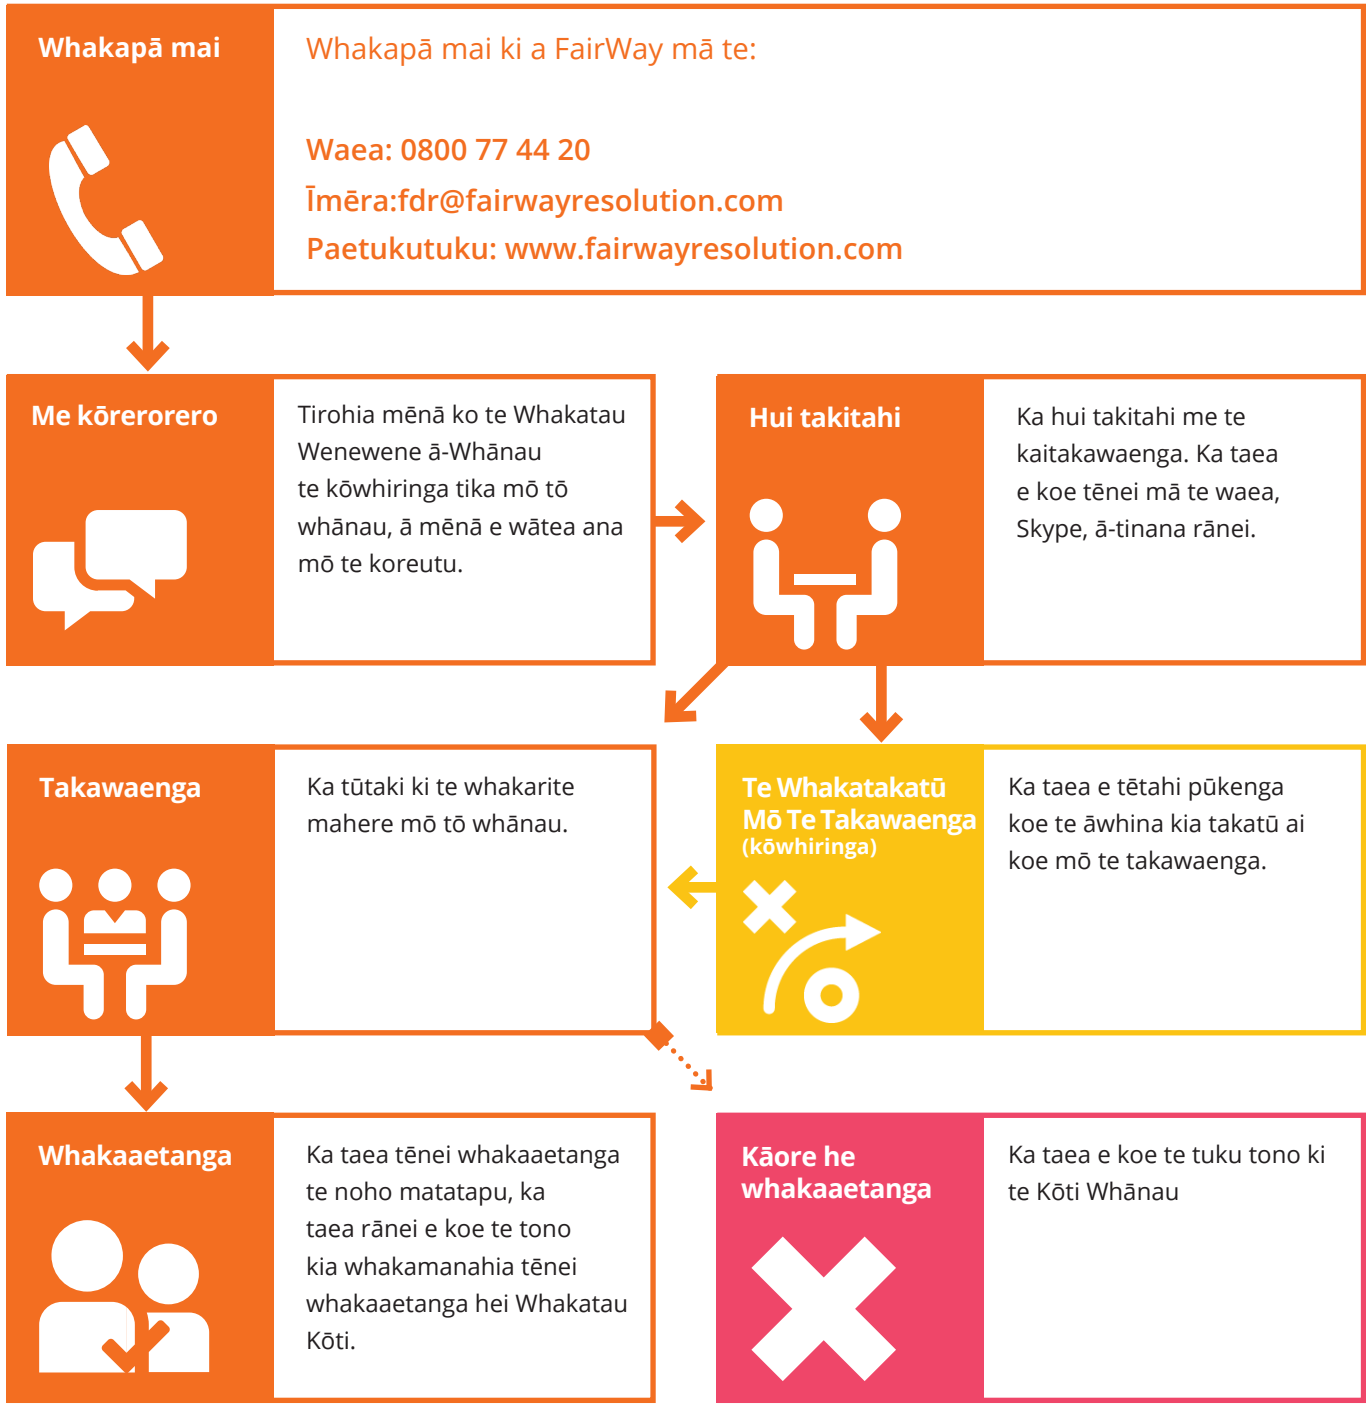 Whakapā mai
Whakapā mai ki a FairWay mā te:
Waea: 0800 77 44 20
Īmēra:fdr@fairwayresolution.com
Paetukutuku: www.fairwayresolution.com
Me kōrerorero
Tirohia mēnā ko te Whakatau
Wenewene ā-Whānau
te kōwhiringa tika mō tō
whānau, ā mēnā e wātea ana
mō te koreutu.
Hui takitahi
Ka hui takitahi me te
kaitakawaenga. Ka taea
e koe tēnei mā te waea,
Skype, ā-tinana rānei.
Takawaenga
Ka tūtaki ki te whakarite
mahere mō tō whānau.
Te Whakatakatū
Mō Te Takawaenga
(kōwhiringa)
Ka taea e tētahi pūkenga
koe te āwhina kia takatū ai
koe mō te takawaenga.
Whakaaetanga
Ka taea tēnei whakaaetanga
te noho matatapu, ka
taea rānei e koe te tono
kia whakamanahia tēnei
whakaaetanga hei Whakatau
Kōti.
Kāore he
whakaaetanga
Ka taea e koe te tuku tono ki
te Kōti Whānau